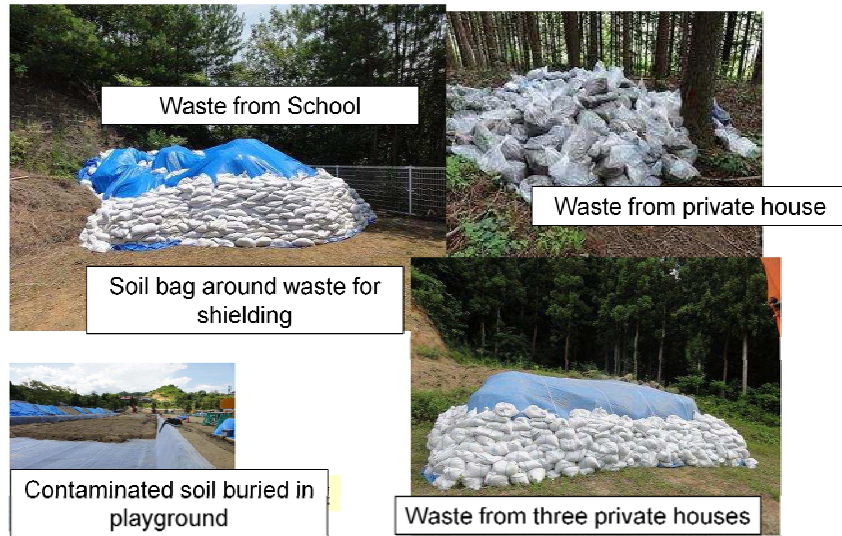 Waste from School
Waste from private house
Soil bag around waste for
shielding
Contaminated soil buried in
playground
Waste from three private houses